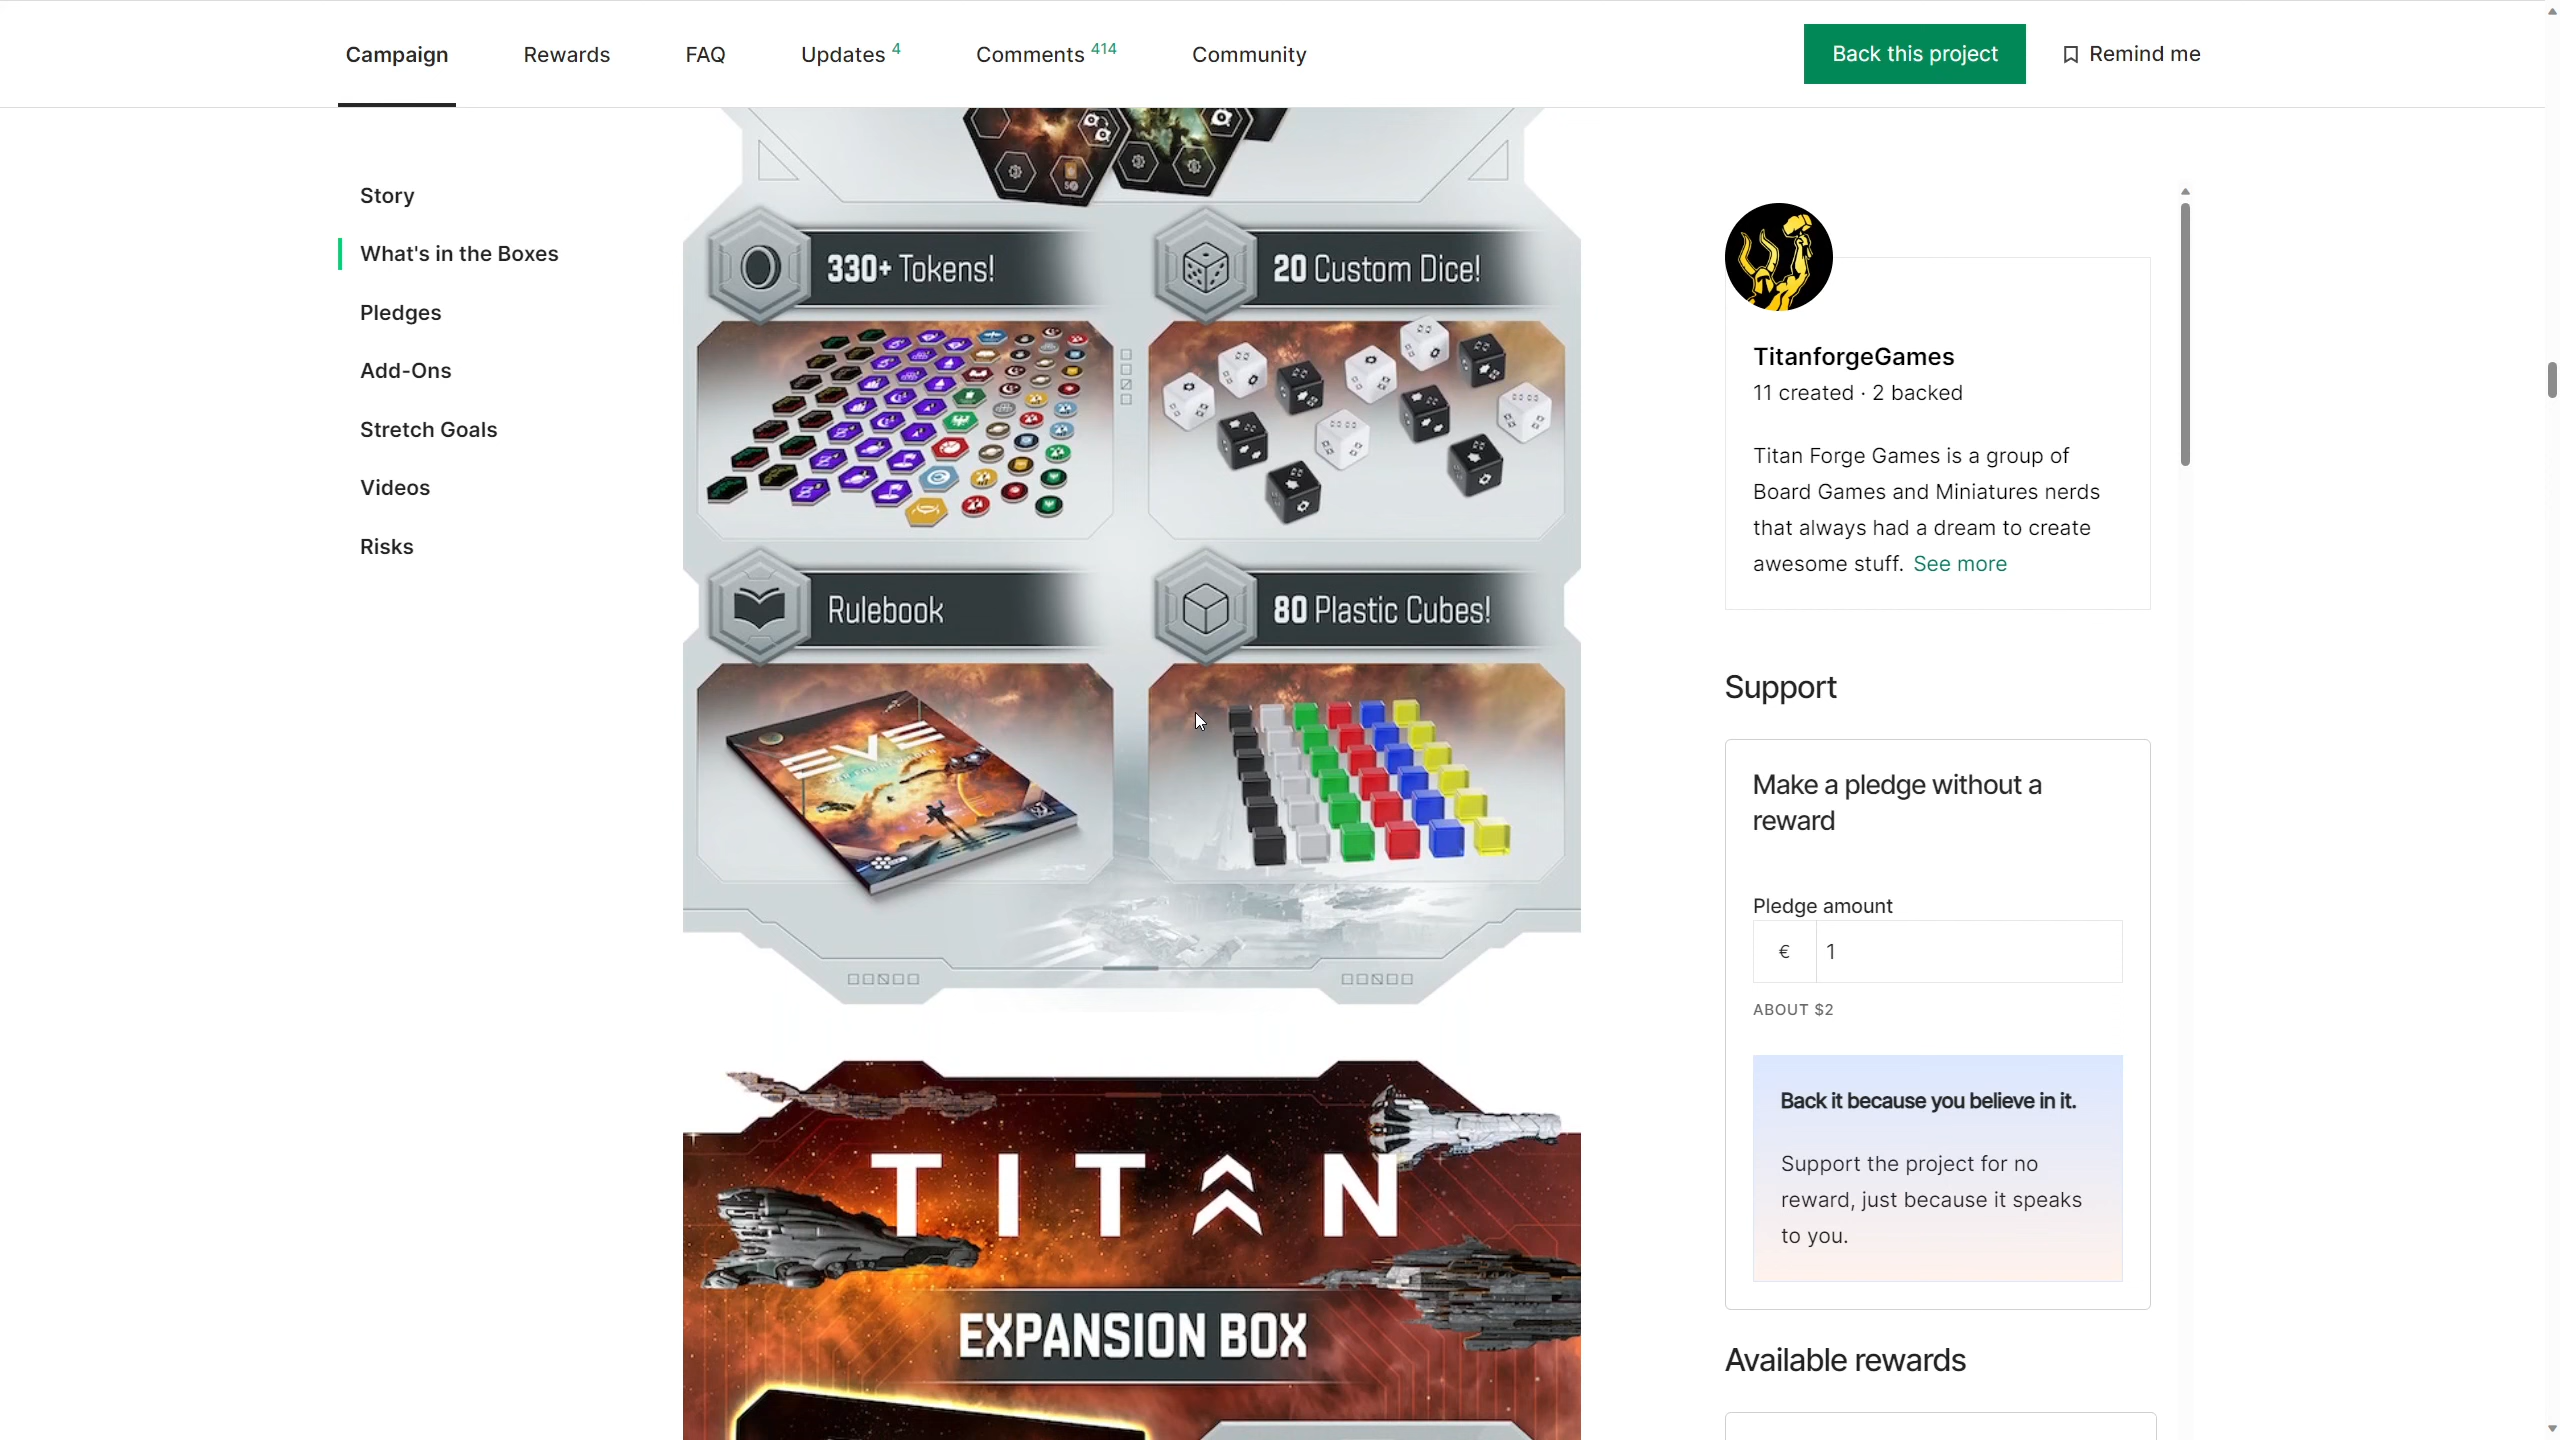 Campaign
Rewards
FAQ
Updates 4
Comments 414
Community
Back this project
Remind me
Story
What's in the Boxes
Pledges
Add-Ons
Stretch Goals
Videos
Risks
330+ Tokens!
20 Custom Dice!
Rulebook
80 Plastic Cubes!
EVE
TITAN
EXPANSION BOX
TitanforgeGames
11 created · 2 backed
Titan Forge Games is a group of
Board Games and Miniatures nerds
that always had a dream to create
awesome stuff. See more
Support
Make a pledge without a
reward
Pledge amount
€ 1
ABOUT $2
Back it because you believe in it.
Support the project for no
reward, just because it speaks
to you.
Available rewards